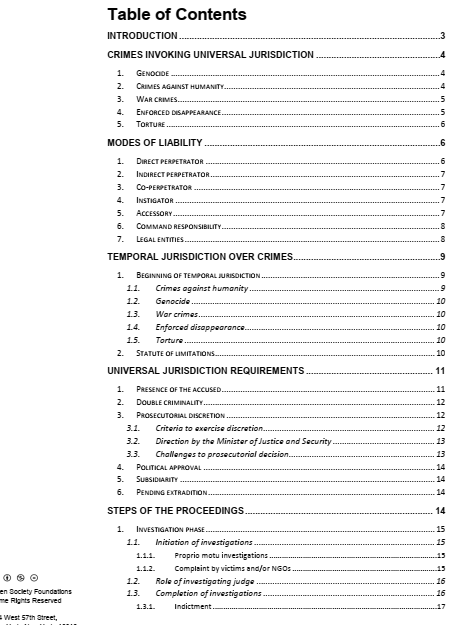 Table of Contents
INTRODUCTION 3
CRIMES INVOKING UNIVERSAL JURISDICTION 4
1. GENOCIDE 4
2. CRIMES AGAINST HUMANITY 4
3. WAR CRIMES 5
4. ENFORCED DISAPPEARANCE 5
5. TORTURE 6
MODES OF LIABILITY 6
1. DIRECT PERPETRATOR 6
2. INDIRECT PERPETRATOR 7
3. CO-PERPETRATOR 7
4. INSTIGATOR 7
5. ACCESSORY 7
6. COMMAND RESPONSIBILITY 8
7. LEGAL ENTITIES 8
TEMPORAL JURISDICTION OVER CRIMES 9
1. BEGINNING OF TEMPORAL JURISDICTION 9
1.1. Crimes against humanity 9
1.2. Genocide 10
1.3. War crimes 10
1.4. Enforced disappearance 10
1.5. Torture 10
2. STATUTE OF LIMITATIONS 10
UNIVERSAL JURISDICTION REQUIREMENTS 11
1. PRESENCE OF THE ACCUSED 11
2. DOUBLE CRIMINALITY 12
3. PROSECUTORIAL DISCRETION 12
3.1. Criteria to exercise discretion 12
3.2. Direction by the Minister of Justice and Security 13
3.3. Challenges to prosecutorial decision 13
4. POLITICAL APPROVAL 14
5. SUBSIDIARITY 14
6. PENDING EXTRADITION 14
STEPS OF THE PROCEEDINGS 14
1. INVESTIGATION PHASE 15
1.1. Initiation of investigations 15
1.1.1. Proprio motu investigations 15
1.1.2. Complaint by victims and/or NGOs 15
1.2. Role of investigating judge 16
1.3. Completion of investigations 16
1.3.1. Indictment 17
en Society Foundations
me Rights Reserved
West 57th Street,